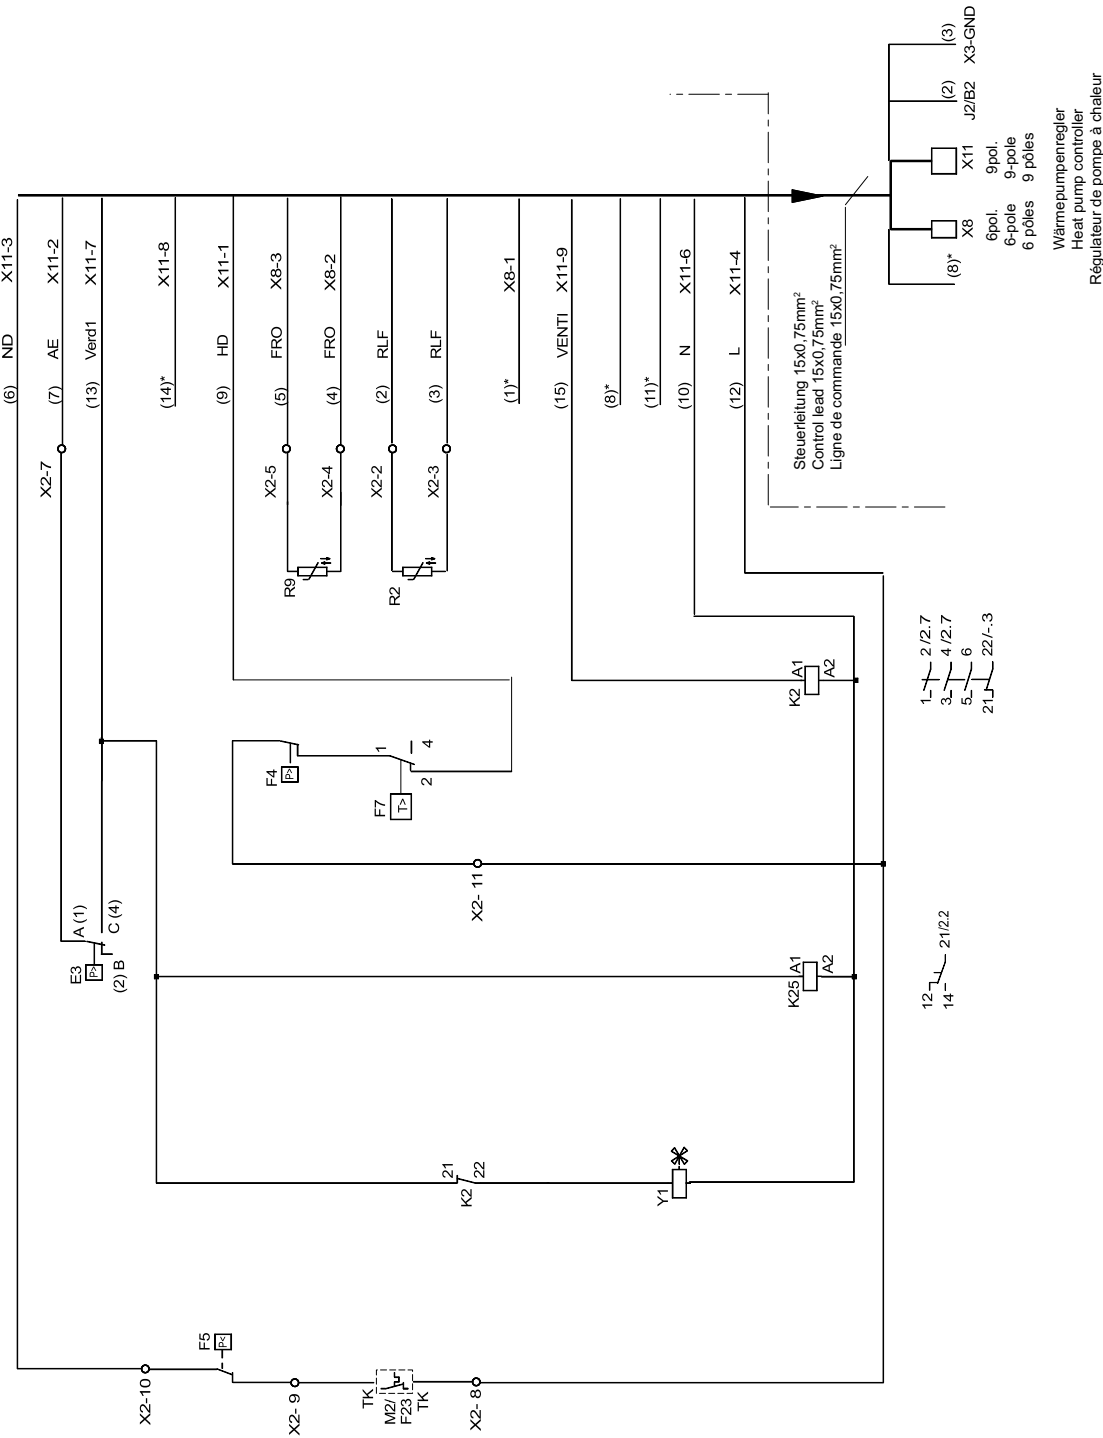 (6) ND X11-3
(7) AE X11-2
(13) Verd1 X11-7
(14)* X11-8
(9) HD X11-1
(5) FRO X8-3
(4) FRO X8-2
(2) RLF
(3) RLF
(1)* X8-1
(15) VENTI X11-9
(8)*
(11)*
(10) N X11-6
(12) L X11-4
X2-7
X2-5
X2-4
X2-2
X2-3
R9
R2
Steuerleitung 15x0,75mm²
Control lead 15x0,75mm²
Ligne de commande 15x0,75mm²
(3)
X3-GND
(2)
J2/B2
X11
9pol.
9-pole
9 pôles
X8
6pol.
6-pole
6 pôles
(8)*
Wärmepumpenregler
Heat pump controller
Régulateur de pompe à chaleur
K2 A1
A2
1 2 /2.7
3 4 /2.7
5 6
21 22/-.3
F4
P>
F7
T>
1
4
2
X2- 11
E3
P>
A (1)
C (4)
(2) B
K25 A1
A2
12 21/2.2
14
21
K2 22
Y1
F5
P<
X2-10
X2- 9
TK
M2/
F23
TK
X2- 8